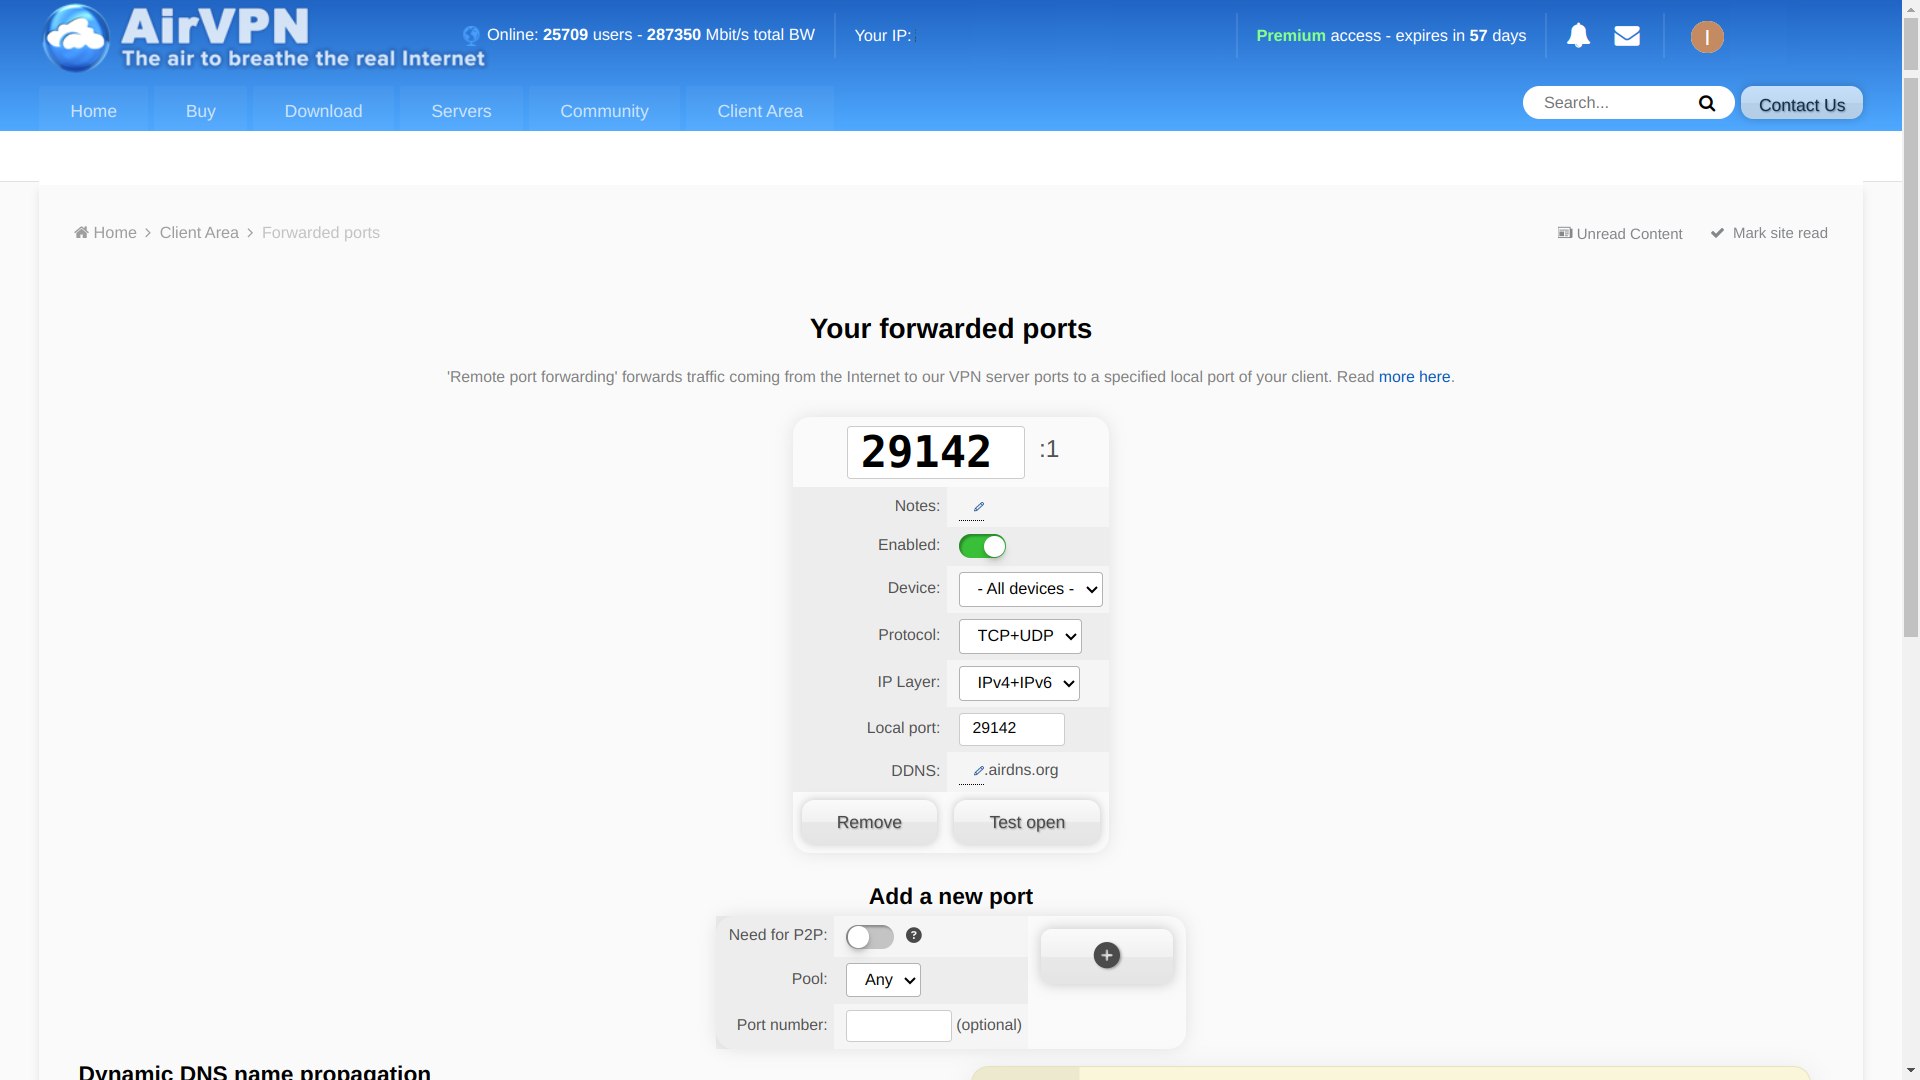 AirVPN
The air to breathe the real Internet
Online: 25709 users - 287350 Mbit/s total BW
Your IP:
Premium access - expires in 57 days
I
Home
Buy
Download
Servers
Community
Client Area
Search...
Contact Us
Home > Client Area > Forwarded ports
Unread Content
Mark site read
Your forwarded ports
'Remote port forwarding' forwards traffic coming from the Internet to our VPN server ports to a specified local port of your client. Read more here.
29142 :1
Notes:
Enabled:
Device: - All devices -
Protocol: TCP+UDP
IP Layer: IPv4+IPv6
Local port: 29142
DDNS: .airdns.org
Remove
Test open
Add a new port
Need for P2P: ?
Pool: Any
Port number: (optional)
Dynamic DNS name propagation